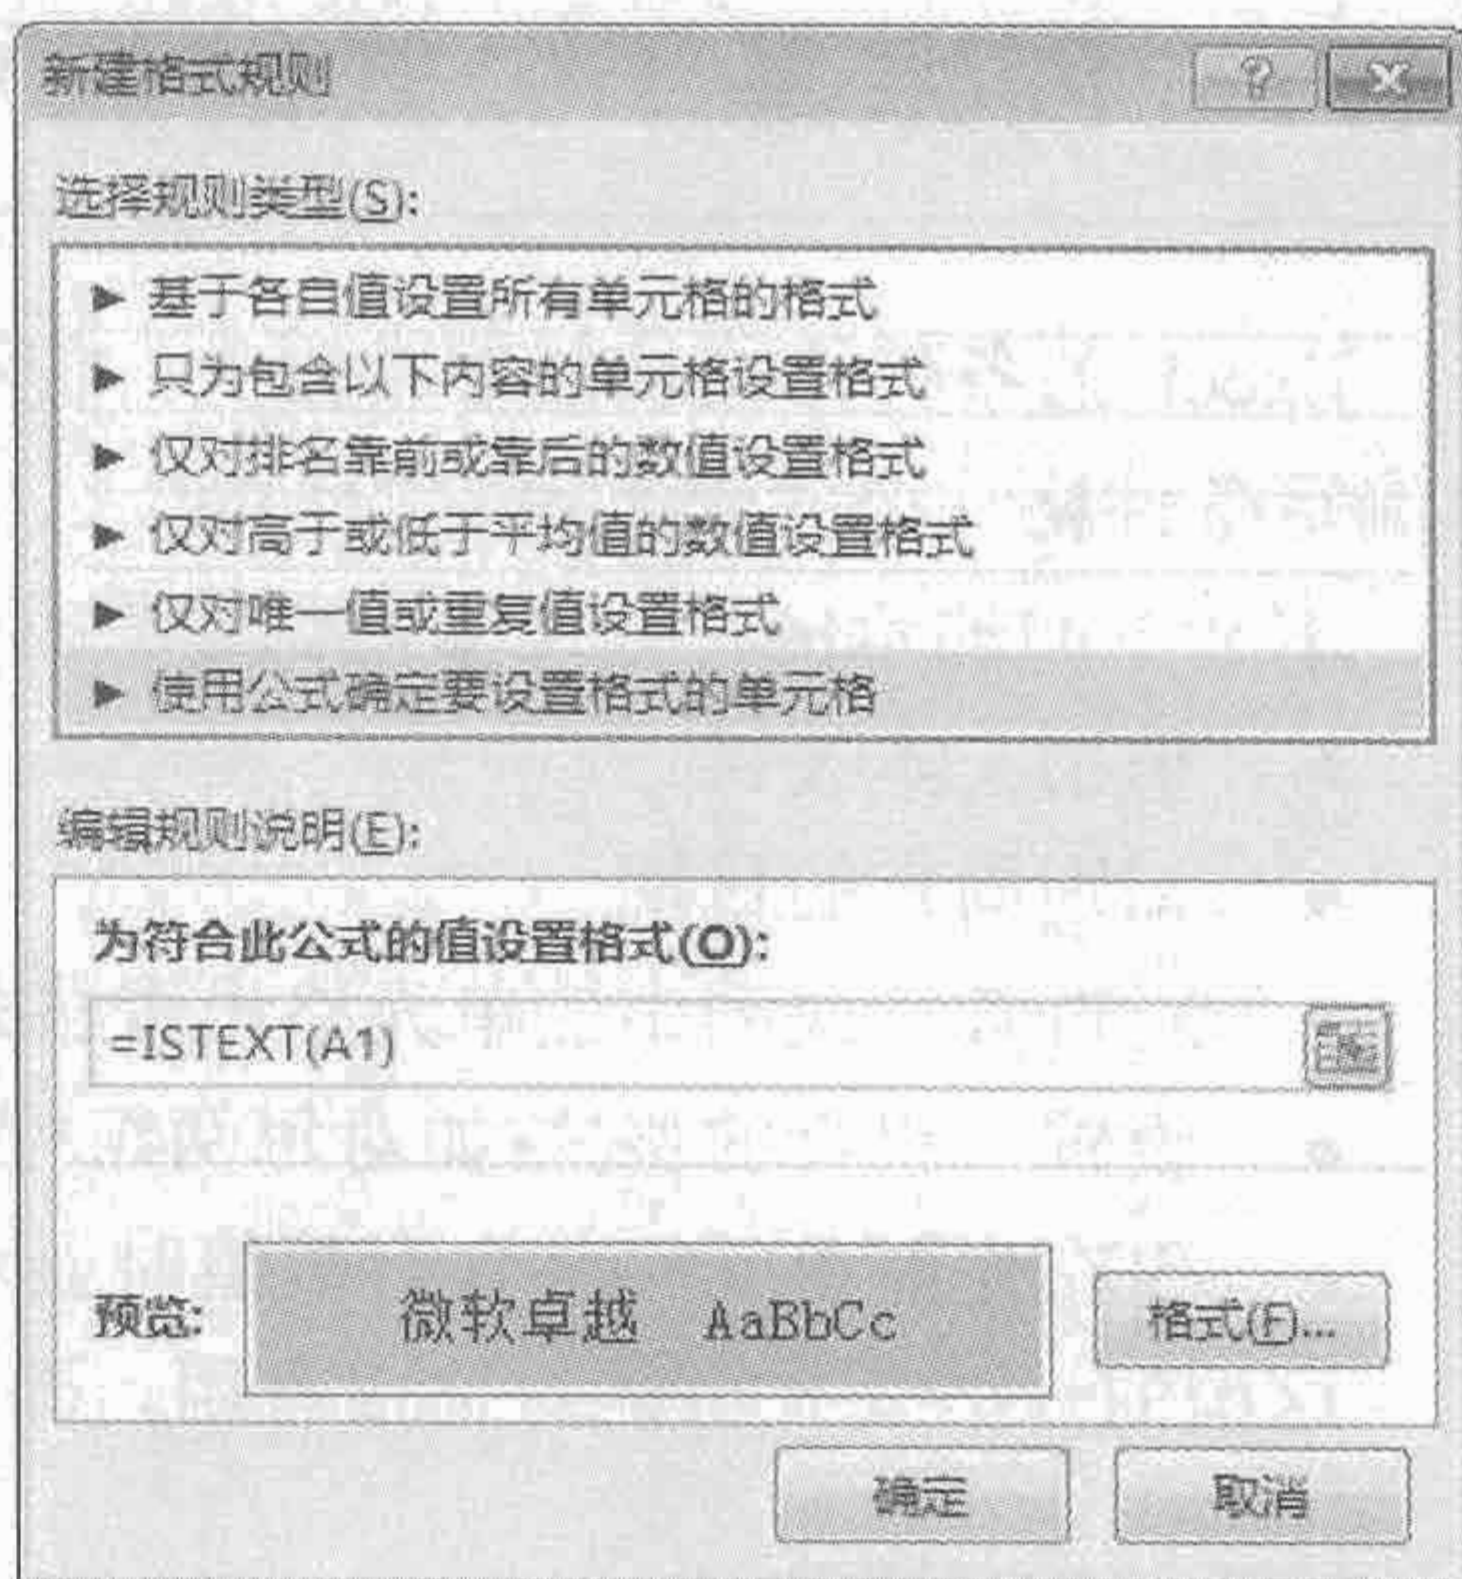 新建格式规则
选择规则类型(S):
► 基于各自值设置所有单元格的格式
► 只为包含以下内容的单元格设置格式
► 仅对排名靠前或靠后的数值设置格式
► 仅对高于或低于平均值的数值设置格式
► 仅对唯一值或重复值设置格式
► 使用公式确定要设置格式的单元格
编辑规则说明(E):
为符合此公式的值设置格式(O):
=ISTEXT(A1)
预览: 微软卓越 AaBbCc 格式(F)...
确定 取消